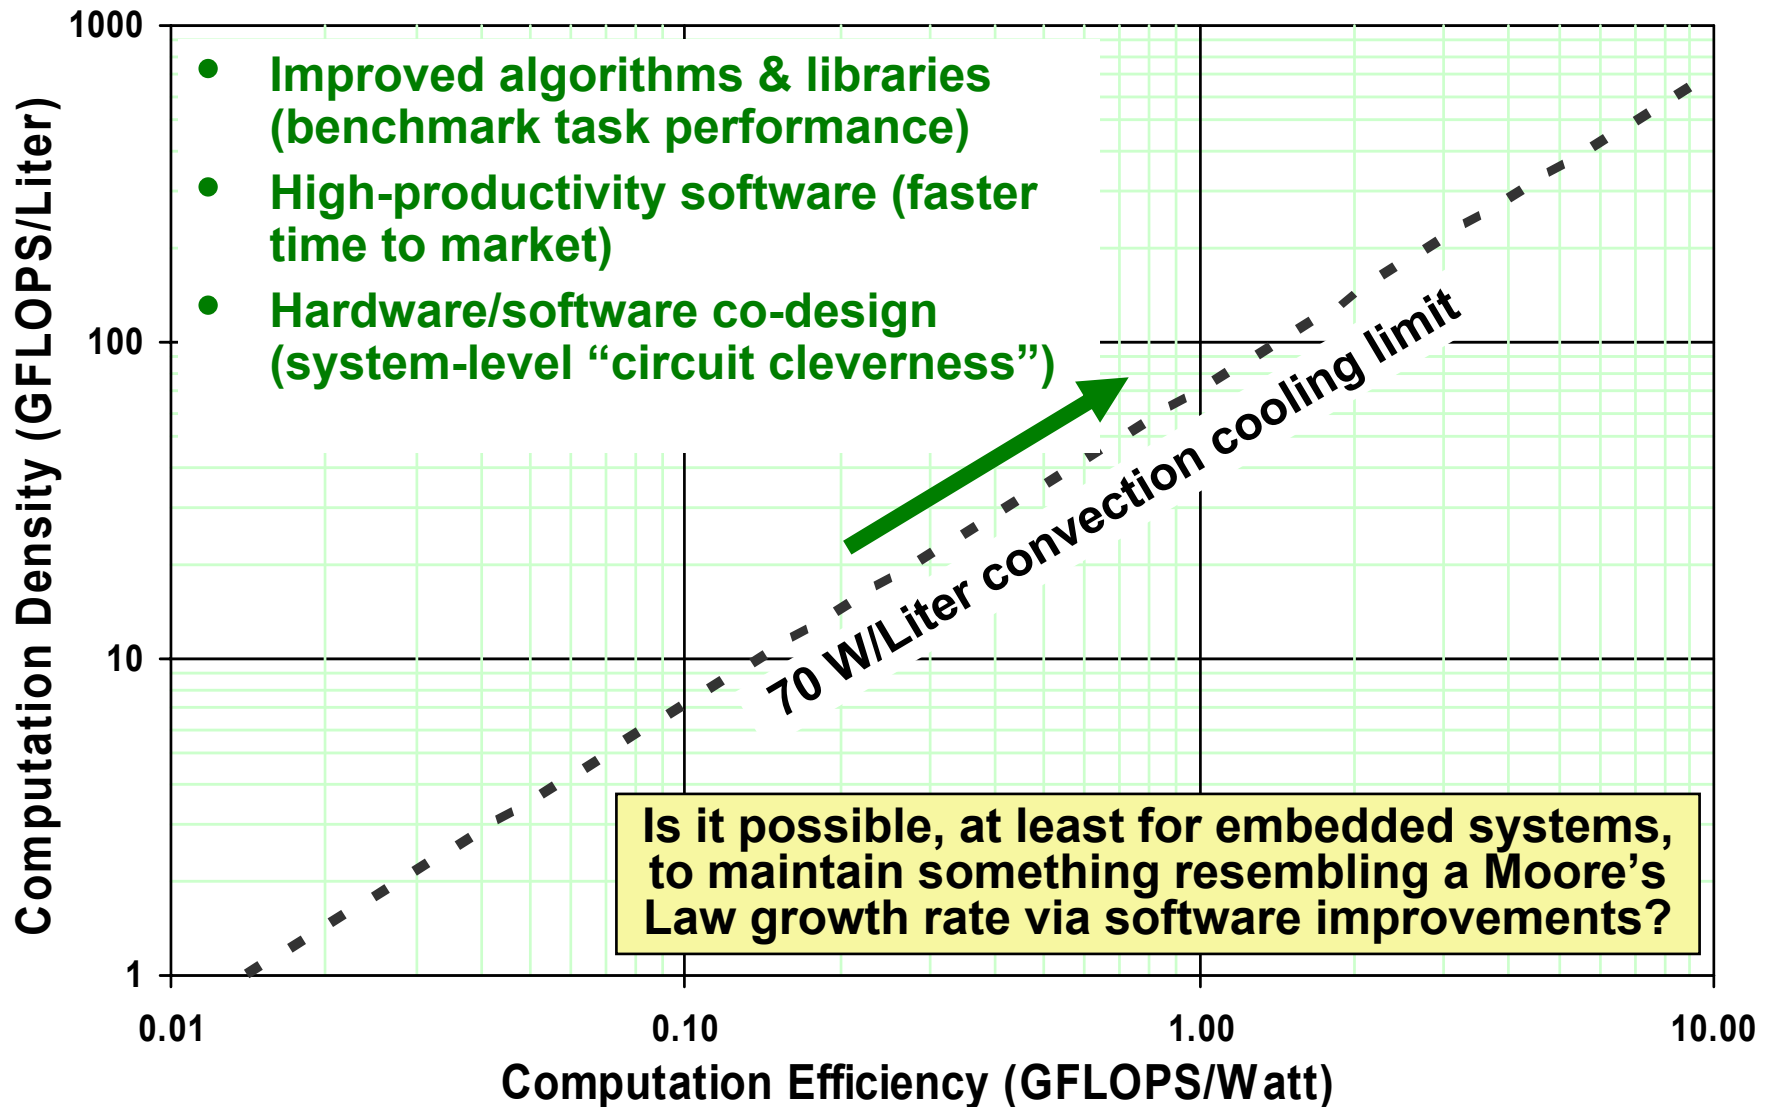 1000
100
10
1
Computation Density (GFLOPS/Liter)
• Improved algorithms & libraries
(benchmark task performance)
• High-productivity software (faster
time to market)
• Hardware/software co-design
(system-level “circuit cleverness”)
70 W/Liter convection cooling limit
Is it possible, at least for embedded systems,
to maintain something resembling a Moore’s
Law growth rate via software improvements?
0.01 0.10 1.00 10.00
Computation Efficiency (GFLOPS/Watt)